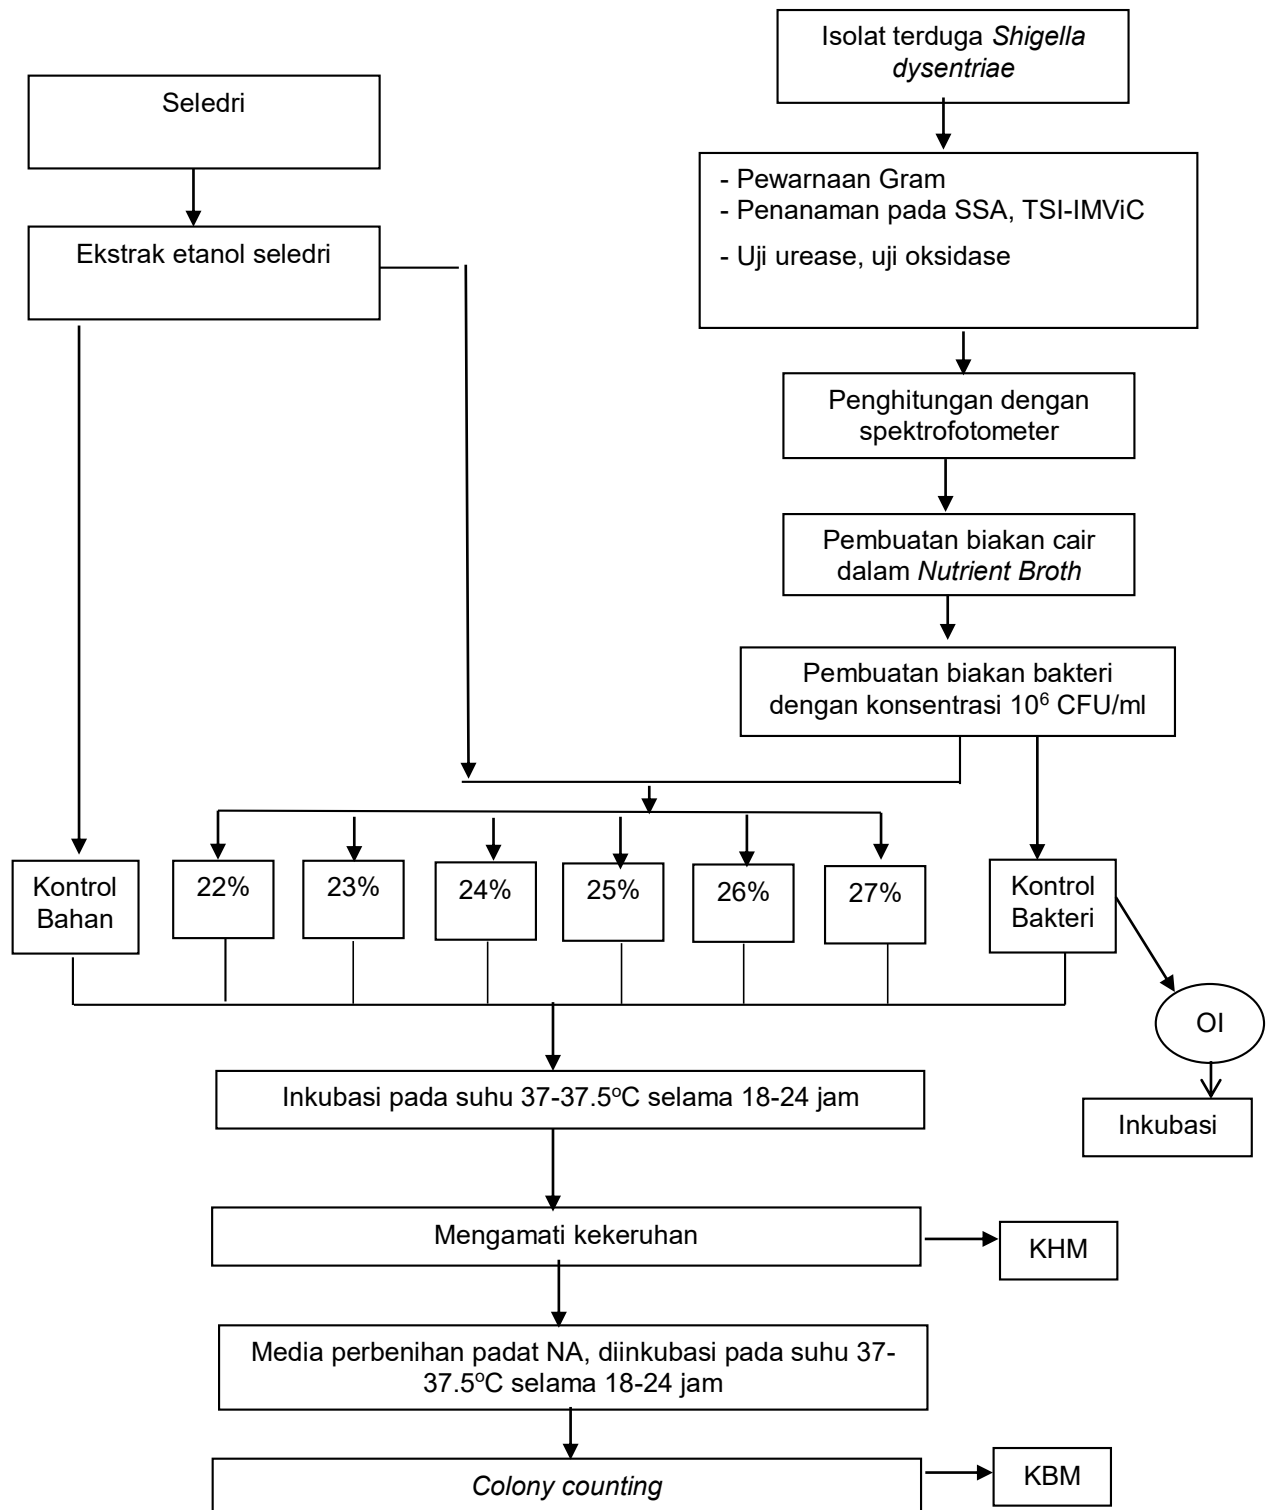 Isolat terduga Shigella
dysentriae
Seledri
- Pewarnaan Gram
- Penanaman pada SSA, TSI-IMViC
- Uji urease, uji oksidase
Ekstrak etanol seledri
Penghitungan dengan
spektrofotometer
Pembuatan biakan cair
dalam Nutrient Broth
Pembuatan biakan bakteri
dengan konsentrasi 10⁶ CFU/ml
Kontrol
Bahan
22%
23%
24%
25%
26%
27%
Kontrol
Bakteri
OI
Inkubasi pada suhu 37-37.5ºC selama 18-24 jam
Inkubasi
Mengamati kekeruhan
KHM
Media perbenihan padat NA, diinkubasi pada suhu 37-
37.5ºC selama 18-24 jam
Colony counting
KBM